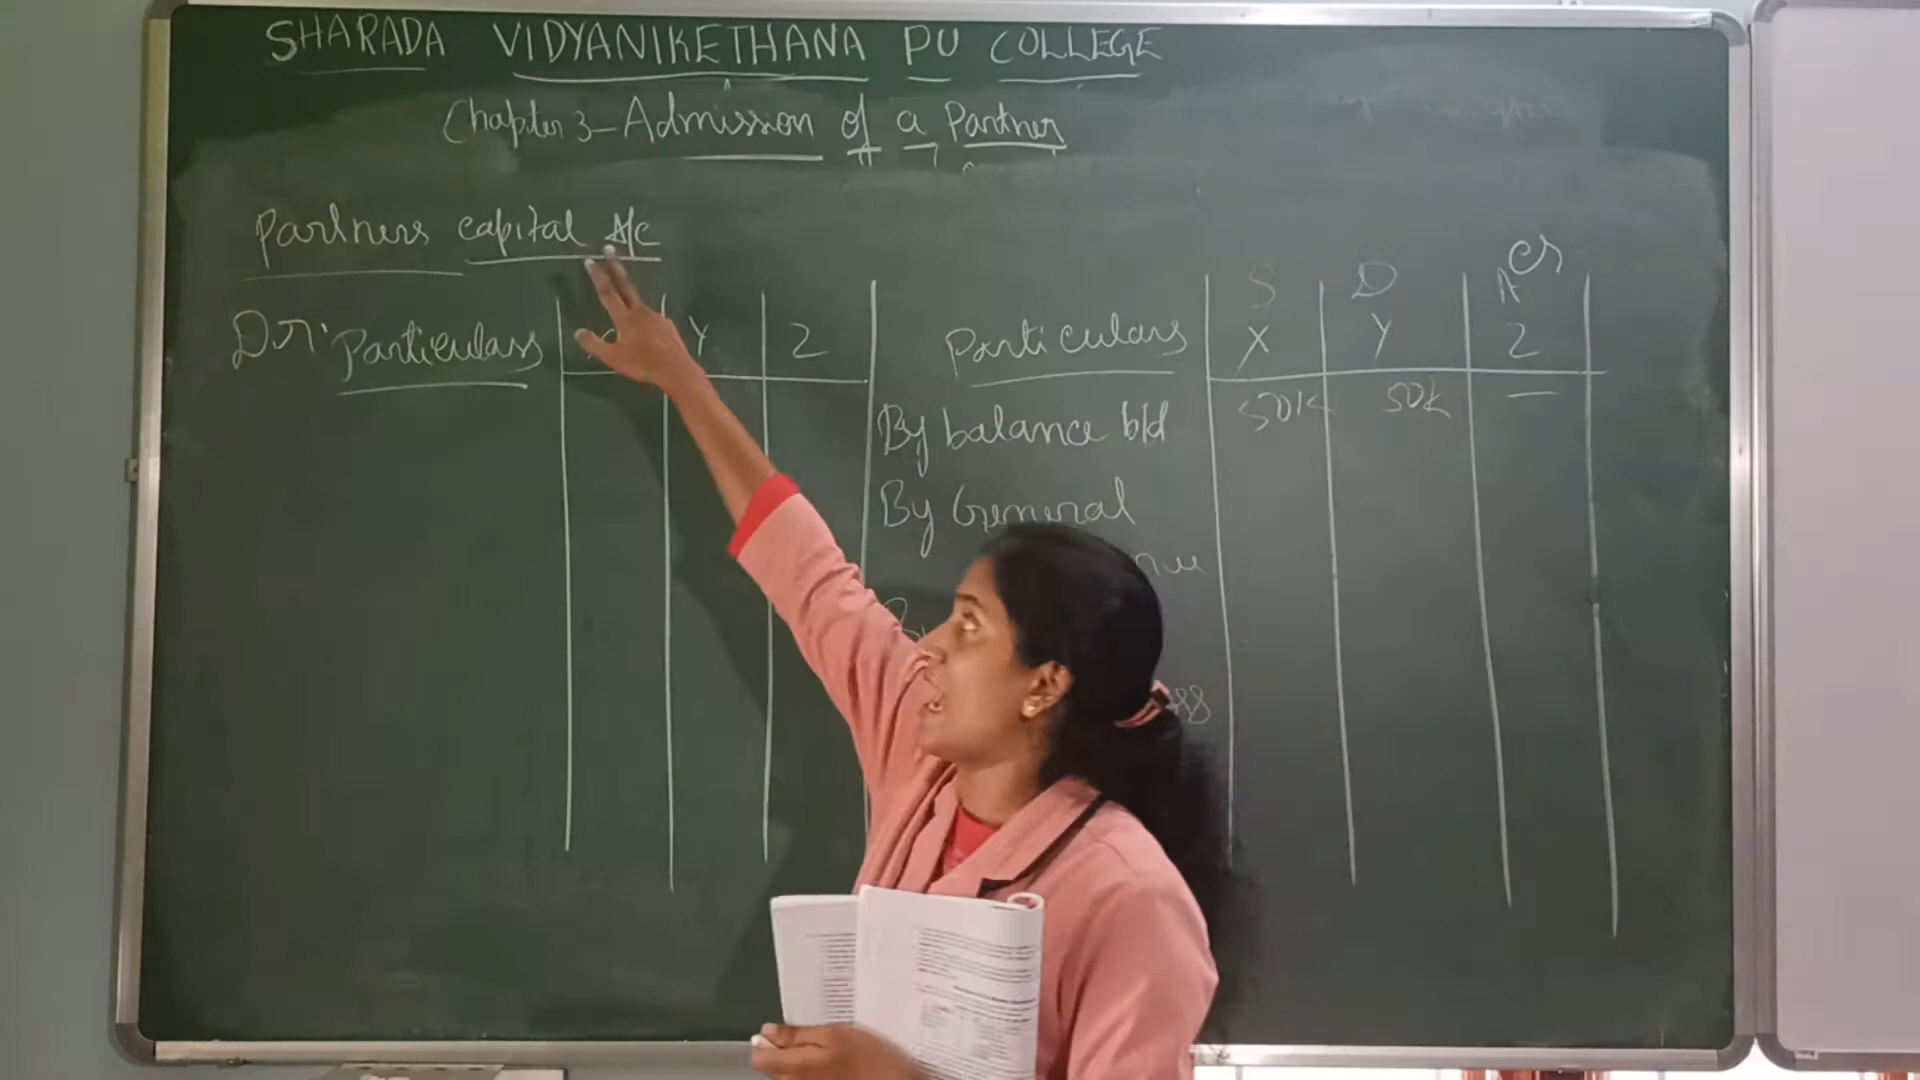 SHARADA VIDYANIKETHANA PU COLLEGE
Chapter 3 - Admission of a Partner
Partners capital A/C
Cr
S D A
Dr. Particulars Y Z Particulars X Y Z
By balance b/d 50K 50K —
By General